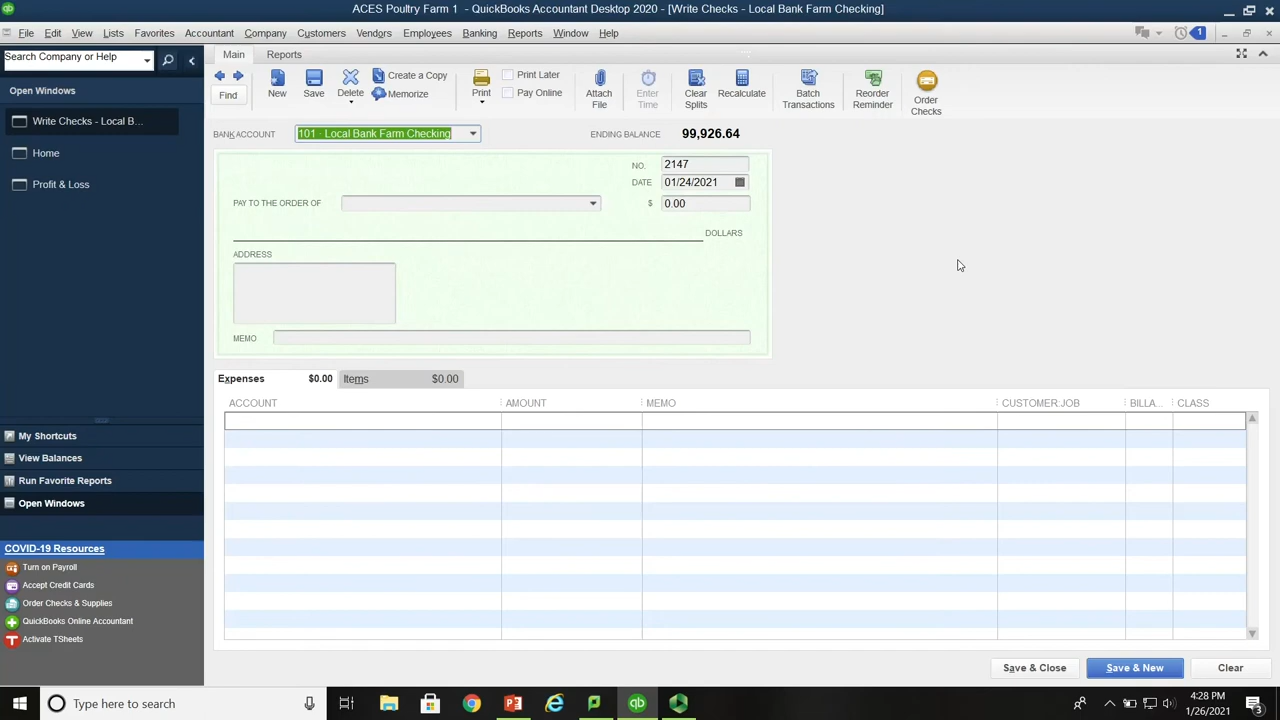 ACES Poultry Farm 1 - QuickBooks Accountant Desktop 2020 - [Write Checks - Local Bank Farm Checking]
File Edit View Lists Favorites Accountant Company Customers Vendors Employees Banking Reports Window Help 1
Search Company or Help
Main Reports
Find
New
Save
Delete
Create a Copy
Memorize
Print
Print Later
Pay Online
Attach
File
Enter
Time
Clear
Splits
Recalculate
Batch
Transactions
Reorder
Reminder
Order
Checks
Open Windows
Write Checks - Local B...
Home
Profit & Loss
BANK ACCOUNT 101 · Local Bank Farm Checking ENDING BALANCE 99,926.64
NO. 2147
DATE 01/24/2021
PAY TO THE ORDER OF $ 0.00
DOLLARS
ADDRESS
MEMO
Expenses $0.00 Items $0.00
ACCOUNT AMOUNT MEMO CUSTOMER:JOB BILLA... CLASS
My Shortcuts
View Balances
Run Favorite Reports
Open Windows
COVID-19 Resources
Turn on Payroll
Accept Credit Cards
Order Checks & Supplies
QuickBooks Online Accountant
Activate TSheets
Save & Close Save & New Clear
Type here to search
qb
4:28 PM
1/26/2021
3